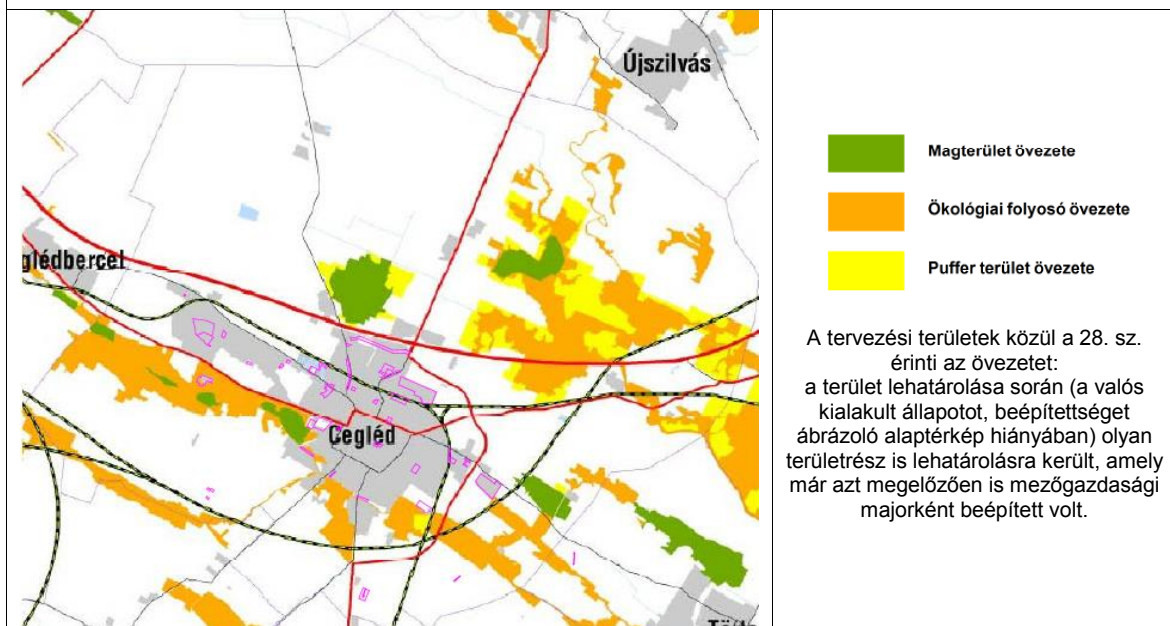 Újszilvás
glédbercel
Cegléd
Magterület övezete
Ökológiai folyosó övezete
Puffer terület övezete
A tervezési területek közül a 28. sz.
érinti az övezetet:
a terület lehatárolása során (a valós
kialakult állapotot, beépítettséget
ábrázoló alaptérkép hiányában) olyan
területrész is lehatárolásra került, amely
már azt megelőzően is mezőgazdasági
majorként beépített volt.